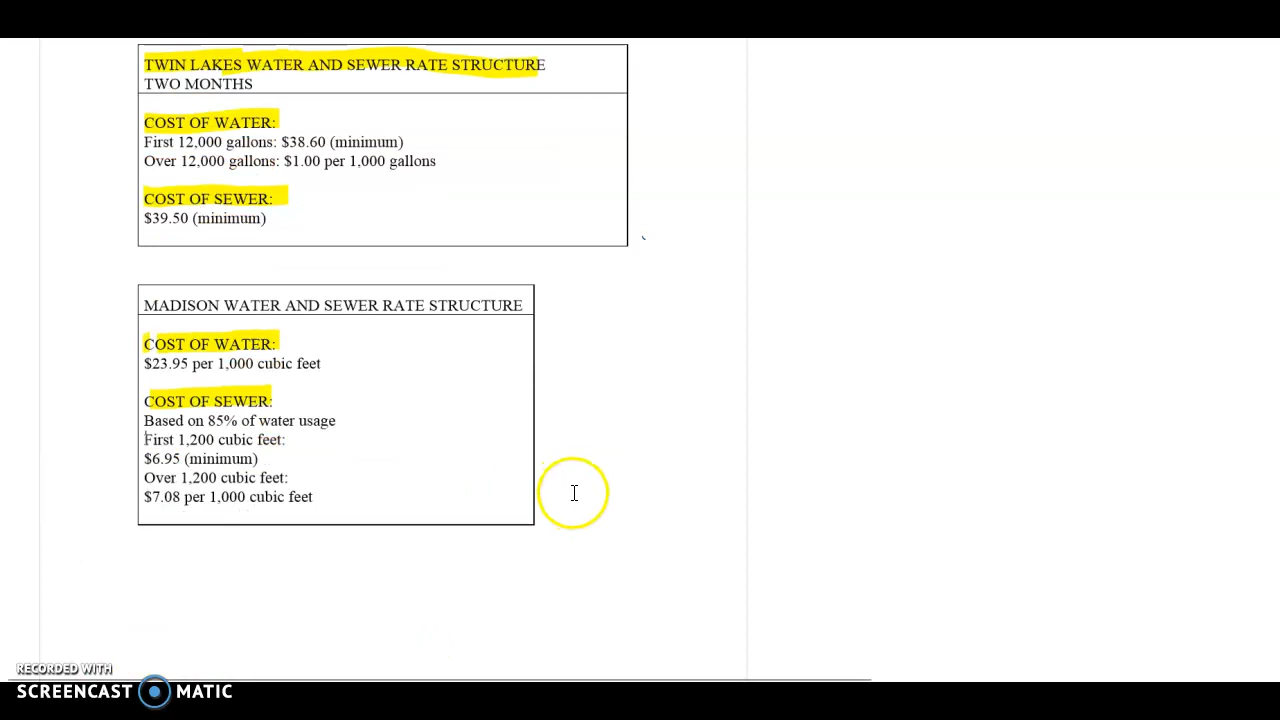 TWIN LAKES WATER AND SEWER RATE STRUCTURE
TWO MONTHS
COST OF WATER:
First 12,000 gallons: $38.60 (minimum)
Over 12,000 gallons: $1.00 per 1,000 gallons
COST OF SEWER:
$39.50 (minimum)
MADISON WATER AND SEWER RATE STRUCTURE
COST OF WATER:
$23.95 per 1,000 cubic feet
COST OF SEWER:
Based on 85% of water usage
First 1,200 cubic feet:
$6.95 (minimum)
Over 1,200 cubic feet:
$7.08 per 1,000 cubic feet
RECORDED WITH
SCREENCAST MATIC